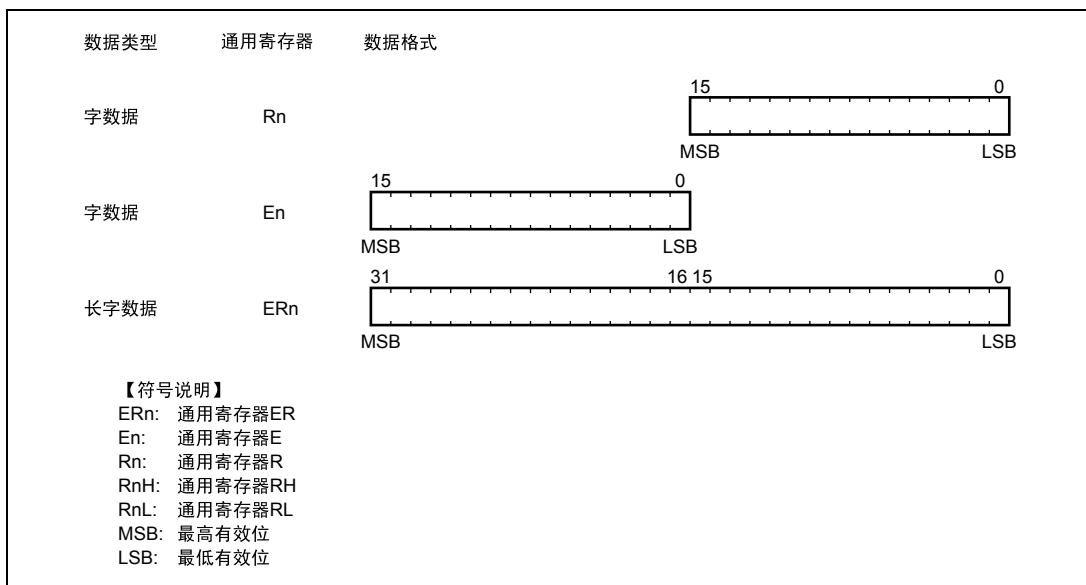 数据类型 通用寄存器 数据格式
15 0
字数据 Rn
MSB LSB
15 0
字数据 En
MSB LSB
31 16 15 0
长字数据 ERn
MSB LSB
【符号说明】
ERn: 通用寄存器ER
En: 通用寄存器E
Rn: 通用寄存器R
RnH: 通用寄存器RH
RnL: 通用寄存器RL
MSB: 最高有效位
LSB: 最低有效位